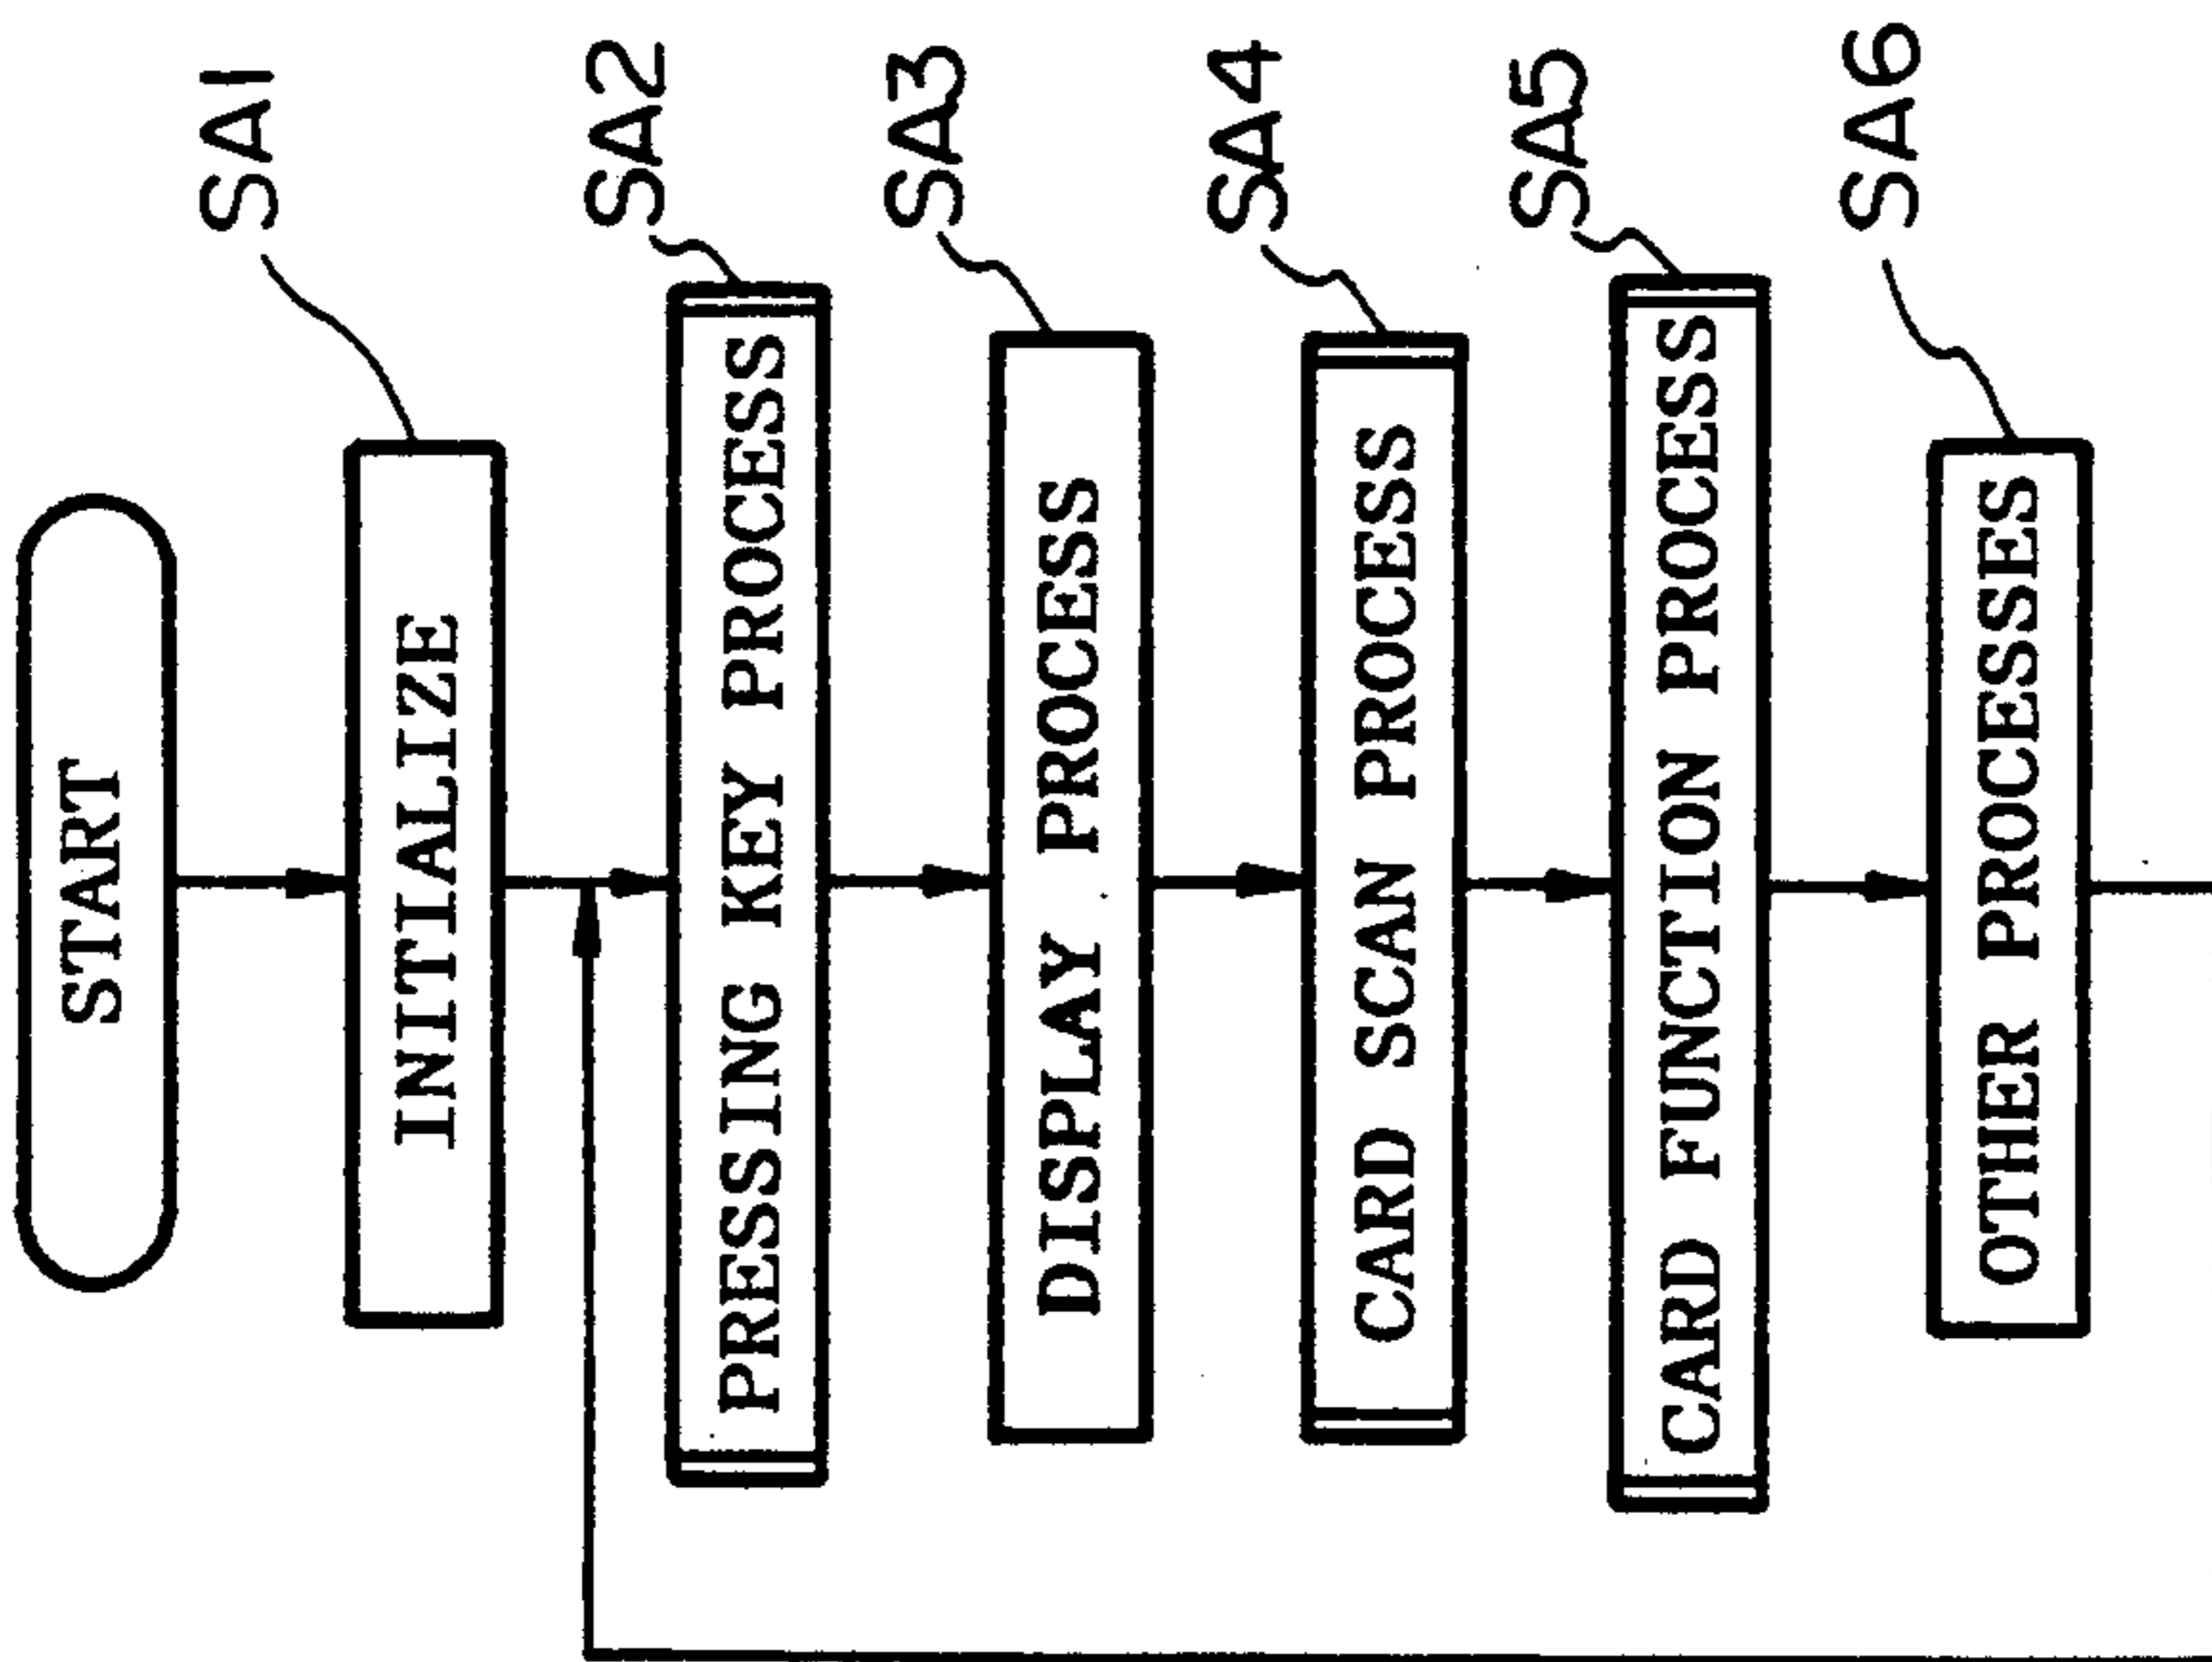 START
INITIALIZE
SA1
PRESSING KEY PROCESS
SA2
DISPLAY PROCESS
SA3
CARD SCAN PROCESS
SA4
CARD FUNCTION PROCESS
SA5
OTHER PROCESSES
SA6